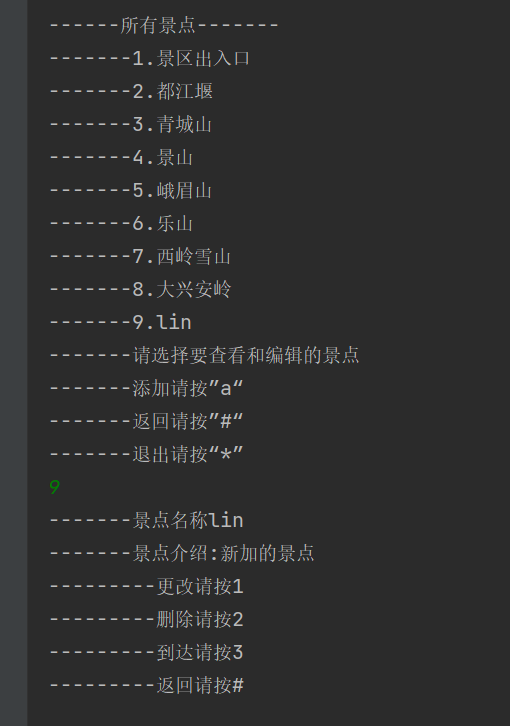 ------所有景点-------
-------1.景区出入口
-------2.都江堰
-------3.青城山
-------4.景山
-------5.峨眉山
-------6.乐山
-------7.西岭雪山
-------8.大兴安岭
-------9.lin
-------请选择要查看和编辑的景点
-------添加请按”a“
-------返回请按”#“
-------退出请按“*”
9
-------景点名称lin
-------景点介绍:新加的景点
---------更改请按1
---------删除请按2
---------到达请按3
---------返回请按#